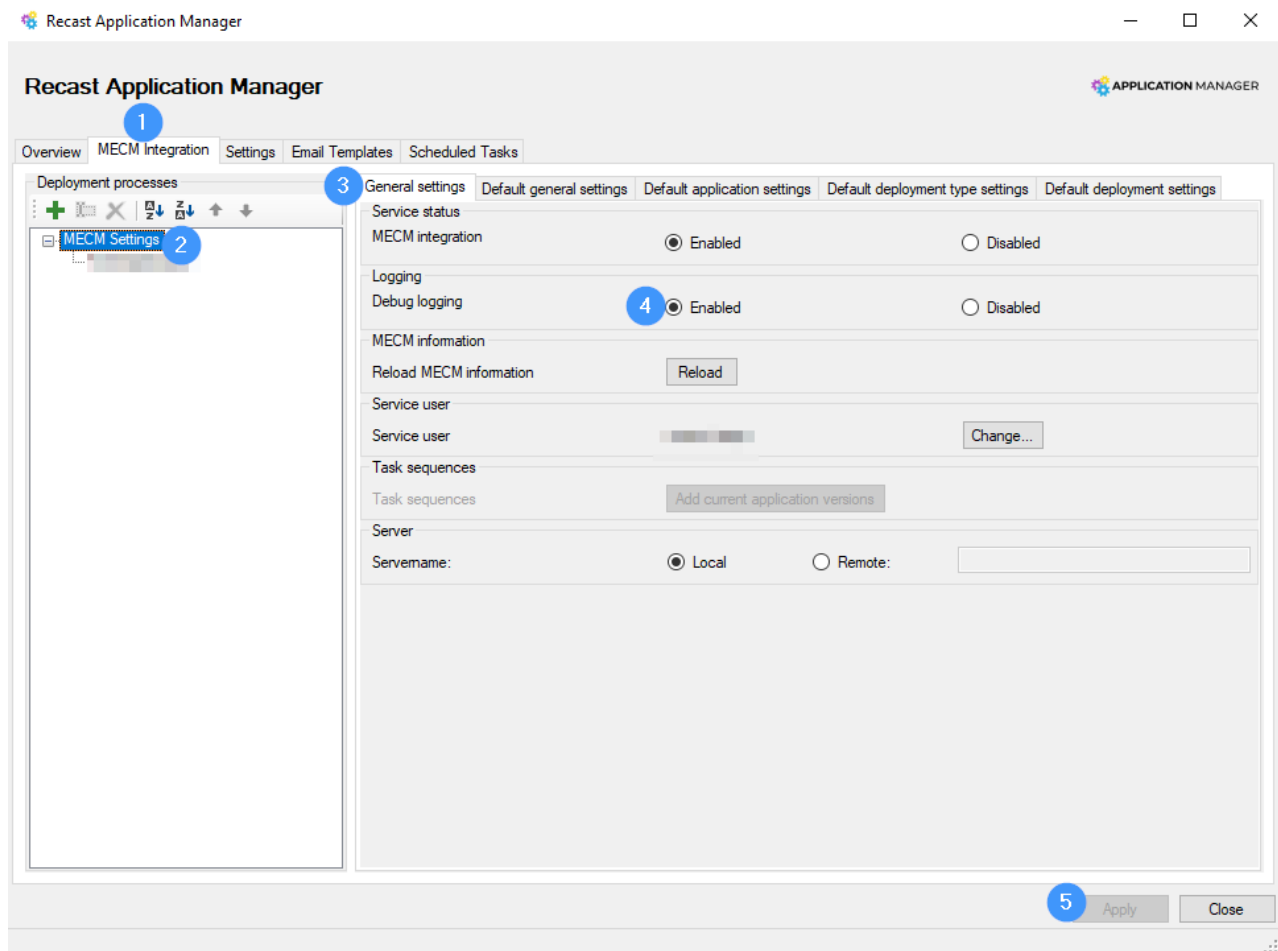 Recast Application Manager
Recast Application Manager
APPLICATION MANAGER
1
Overview MECM Integration Settings Email Templates Scheduled Tasks
Deployment processes
3 General settings Default general settings Default application settings Default deployment type settings Default deployment settings
MECM Settings 2
Service status
MECM integration Enabled Disabled
Logging
Debug logging 4 Enabled Disabled
MECM information
Reload MECM information Reload
Service user
Service user Change...
Task sequences
Task sequences Add current application versions
Server
Servername: Local Remote:
5 Apply Close